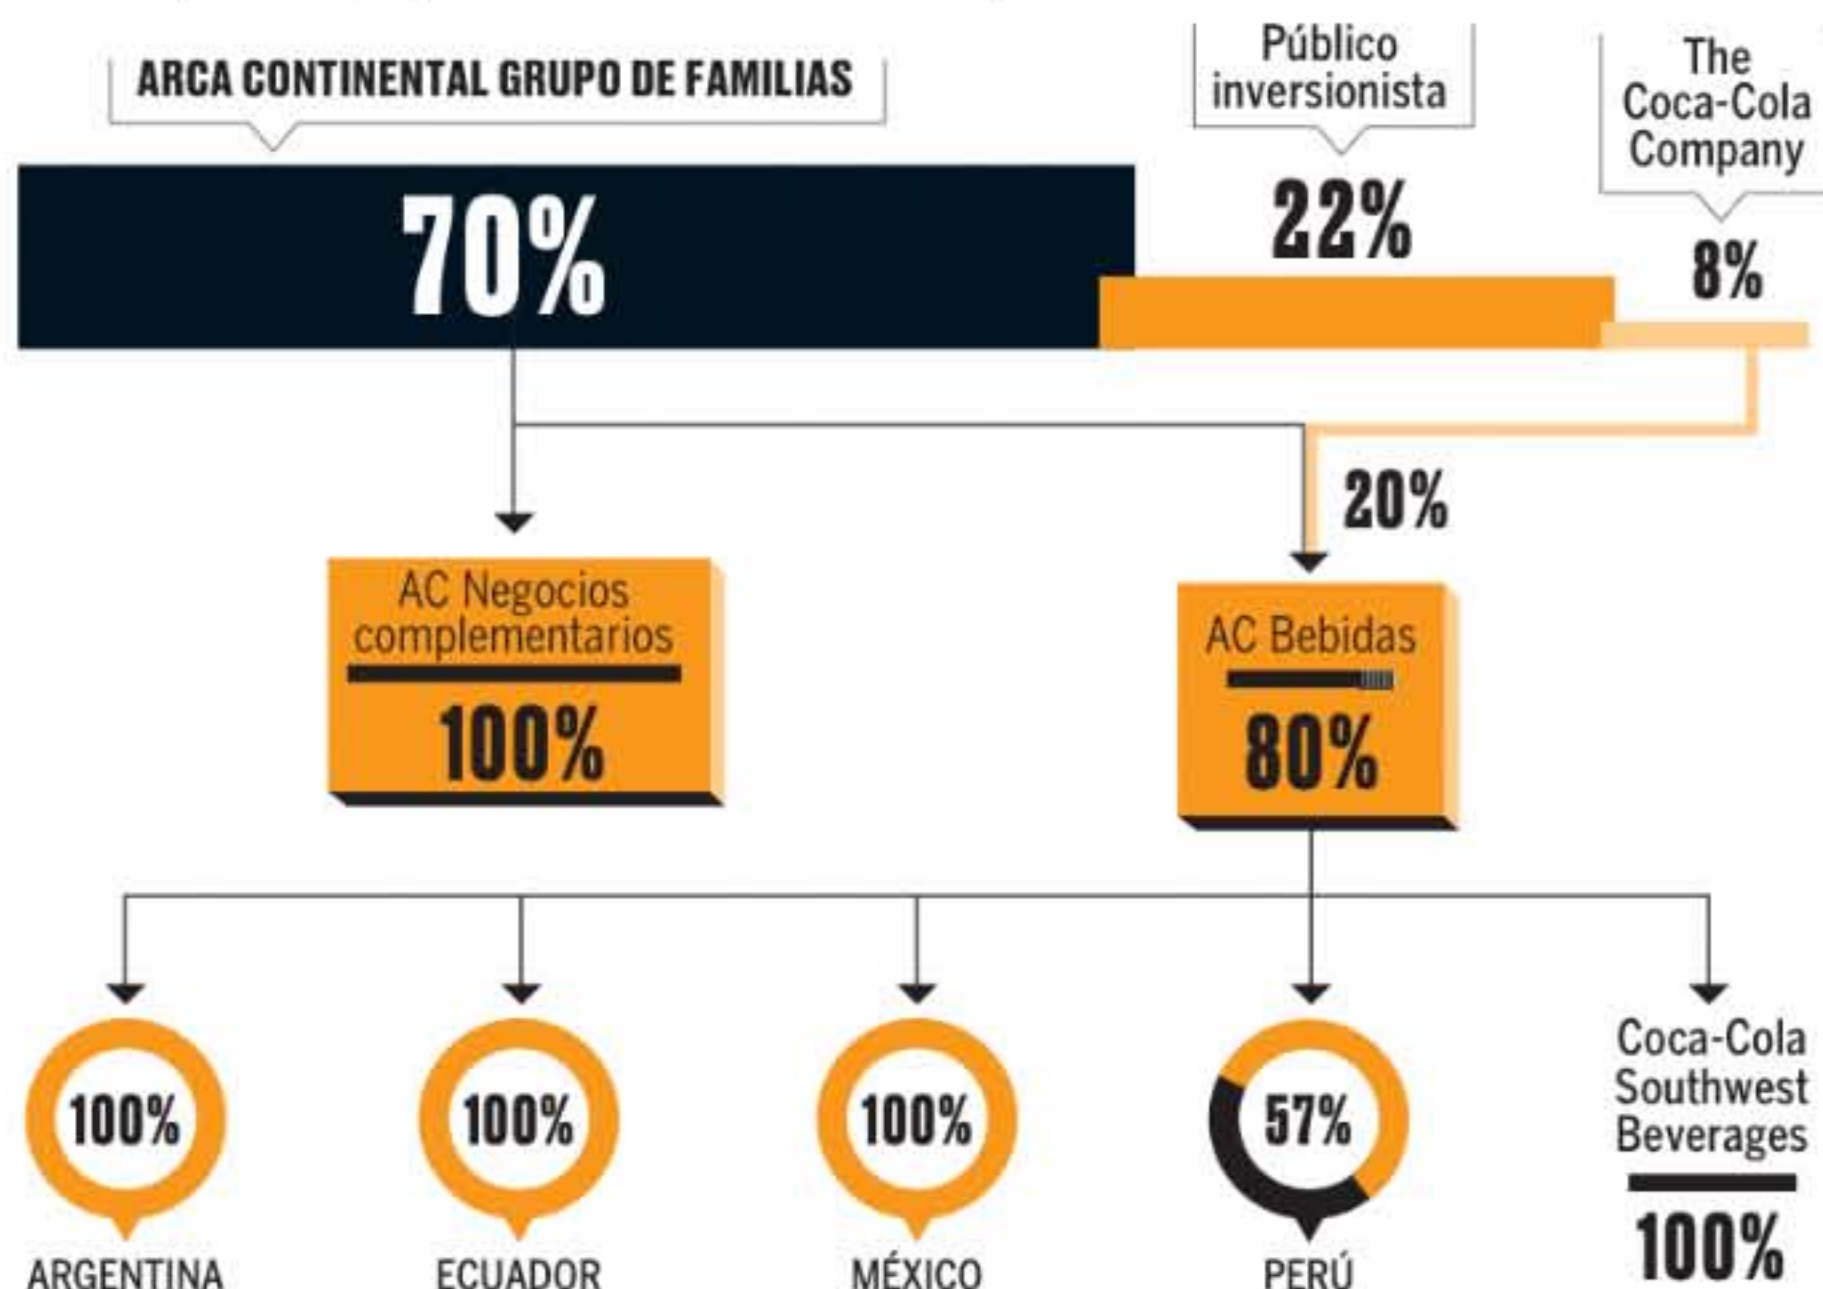 ARCA CONTINENTAL GRUPO DE FAMILIAS
70%
Público
inversionista
22%
The
Coca-Cola
Company
8%
20%
AC Negocios
complementarios
100%
AC Bebidas
80%
100%
ARGENTINA
100%
ECUADOR
100%
MÉXICO
57%
PERÚ
Coca-Cola
Southwest
Beverages
100%